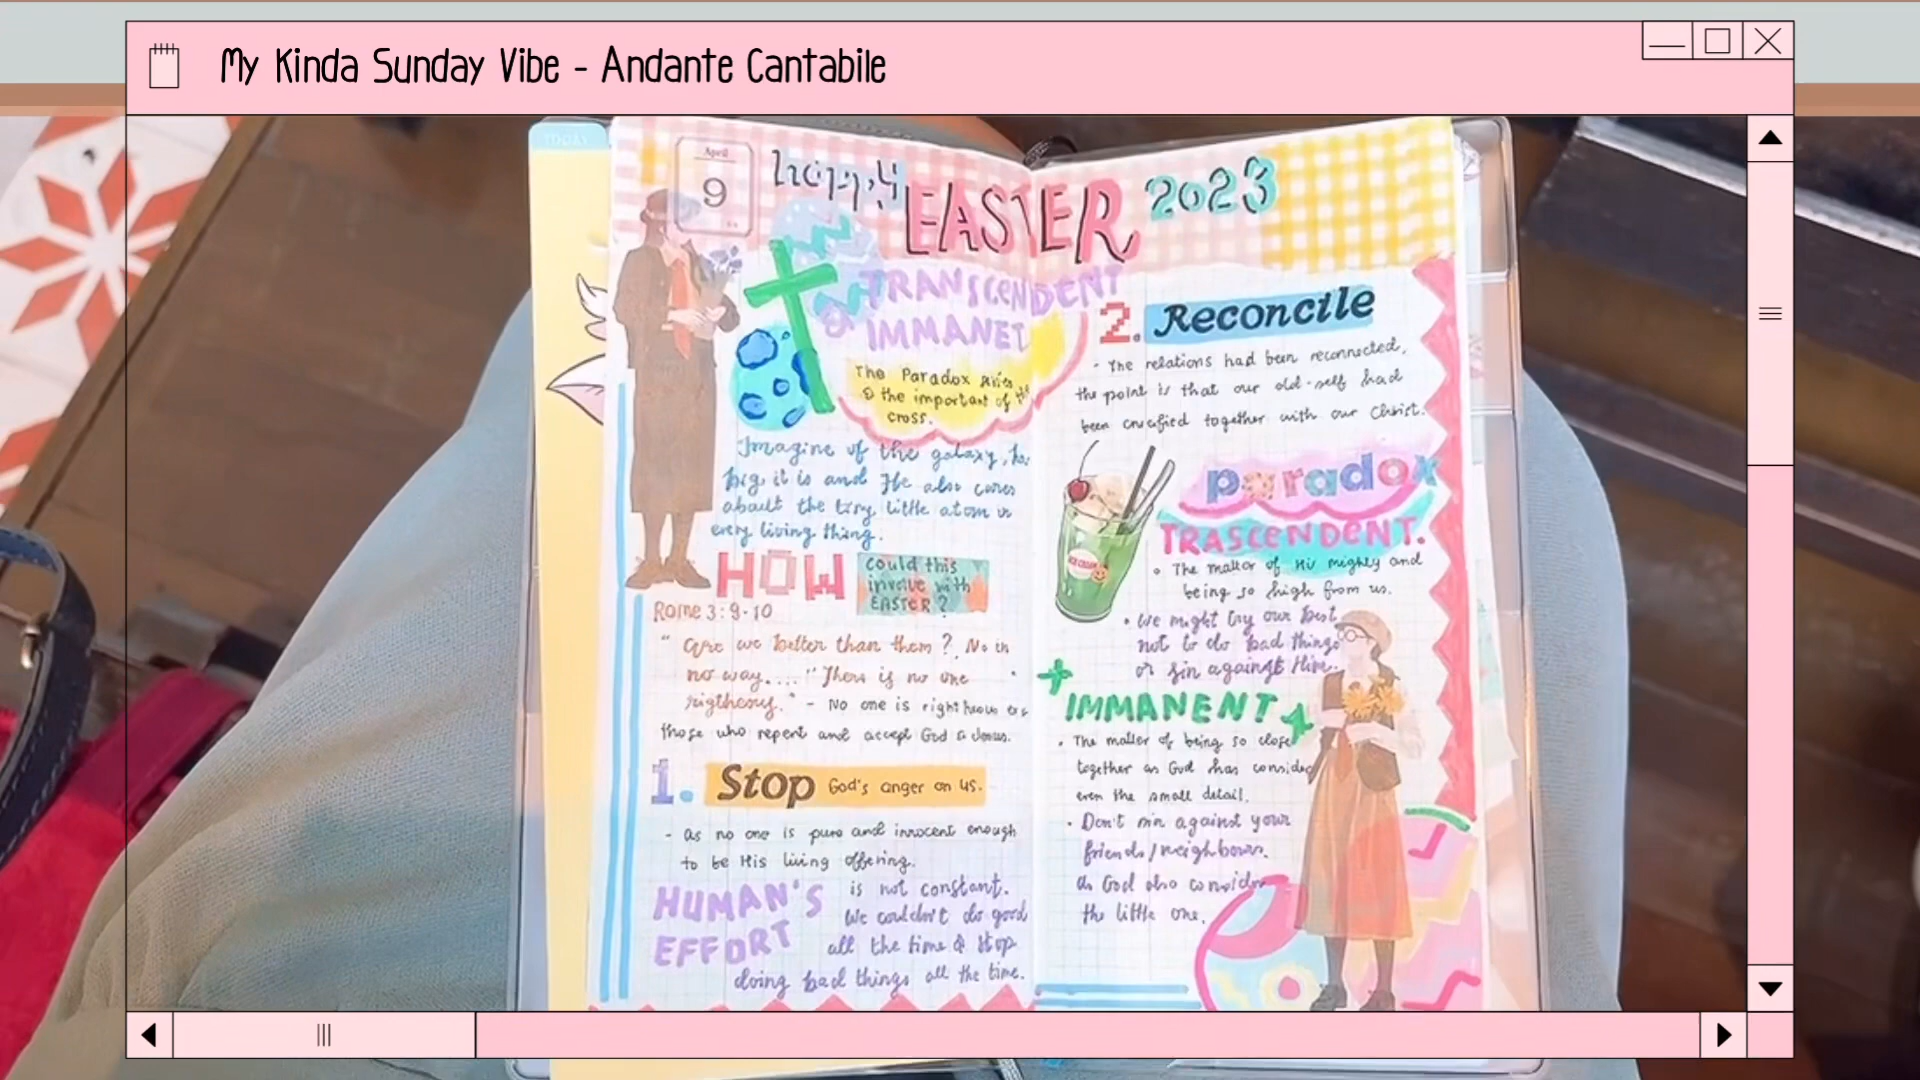 My Kinda Sunday Vibe - Andante Cantabile
TODAY
April
9
happy EASTER 2023
TRANSCENDENT
& IMMANET
The Paradox
& the important of the
cross.
Imagine of the galaxy,
big it is and He also cares
about the tiny little atom in
every living thing.
HOW could this
involve with
EASTER?
Rome 3:9-10
"Are we better than them? No in
no way...." "There is no one
rigtheous." - No one is righteous
those who repent and accept God & Jesus.
1. Stop God's anger on us.
- as no one is pure and innocent enough
to be His living offering.
HUMAN'S
EFFORT
is not constant.
We couldn't do good
all the time & stop
doing bad things all the time.
2. Reconcile
- The relations had been reconnected,
the point is that our old-self had
been crucified together with our Christ.
ICE CREAM
paradox
TRASCENDENT.
The matter of His mighty and
being so high from us.
• We might try our best
not to do bad things
or sin against Him.
IMMANENT
• The matter of being so close
together as God has consider
even the small detail.
• Don't sin against your
friends/neighbours.
as God also consider
the little one.